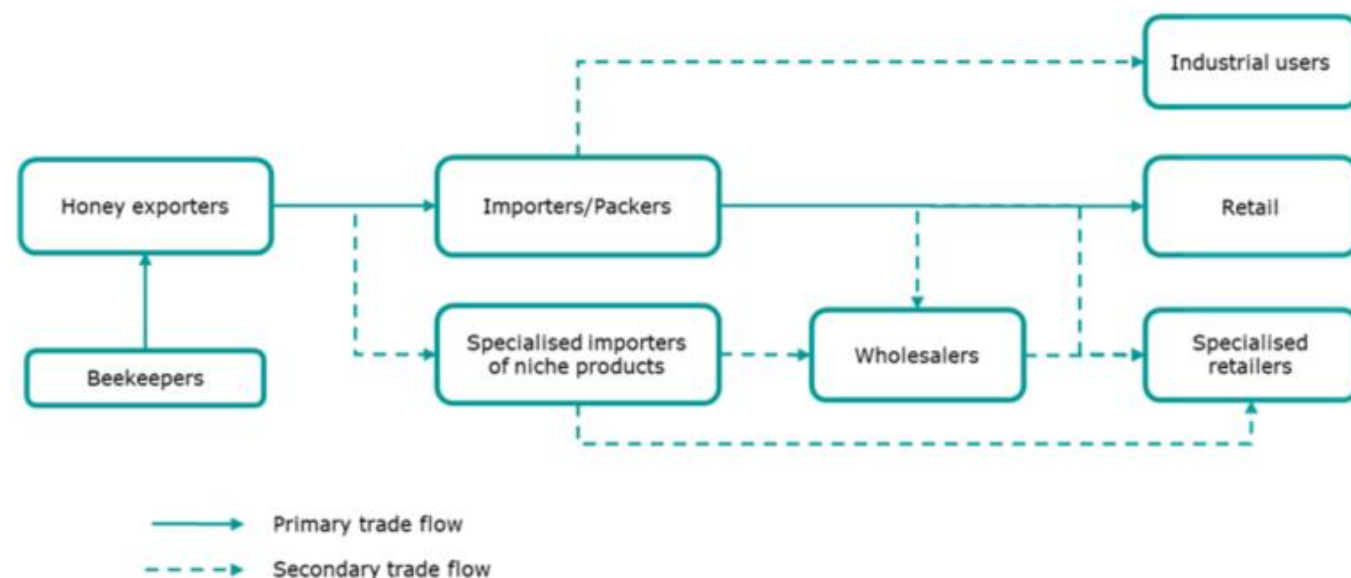 Industrial users
Honey exporters
Importers/Packers
Retail
Beekeepers
Specialised importers
of niche products
Wholesalers
Specialised
retailers
Primary trade flow
Secondary trade flow